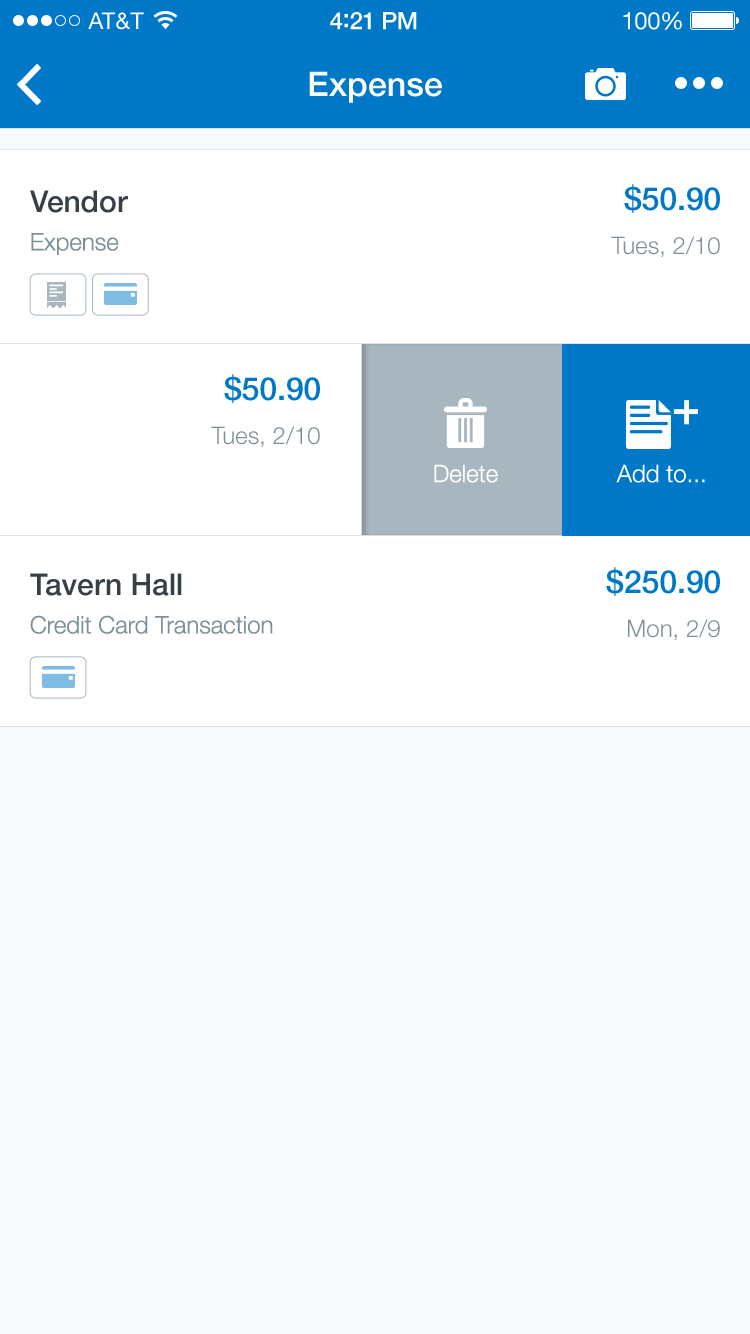 AT&T 4:21 PM 100%
Expense
Vendor $50.90
Expense Tues, 2/10
$50.90
Tues, 2/10
Delete Add to...
Tavern Hall $250.90
Credit Card Transaction Mon, 2/9